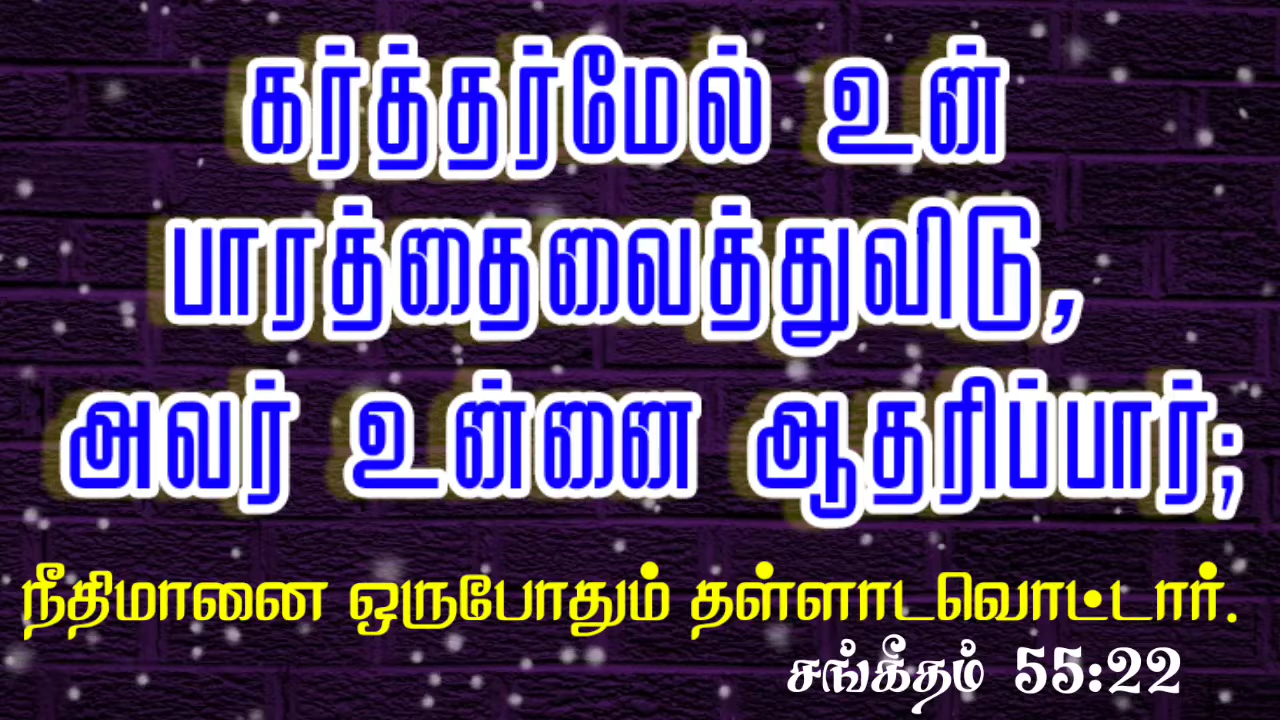 கர்த்தர்மேல் உன்
பாரத்தைவைத்துவிடு,
அவர் உன்னை ஆதரிப்பார்;
நீதிமானை ஒருபோதும் தள்ளாடவொட்டார்.
சங்கீதம் 55:22